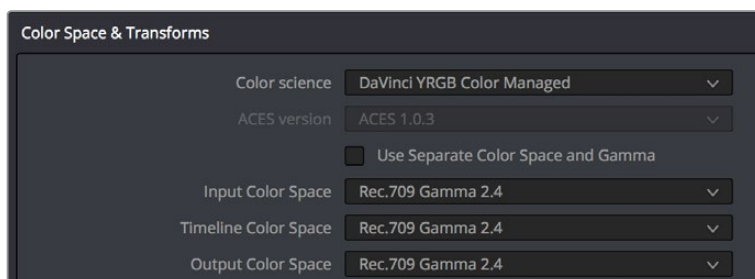 Color Space & Transforms
Color science DaVinci YRGB Color Managed
ACES version ACES 1.0.3
Use Separate Color Space and Gamma
Input Color Space Rec.709 Gamma 2.4
Timeline Color Space Rec.709 Gamma 2.4
Output Color Space Rec.709 Gamma 2.4